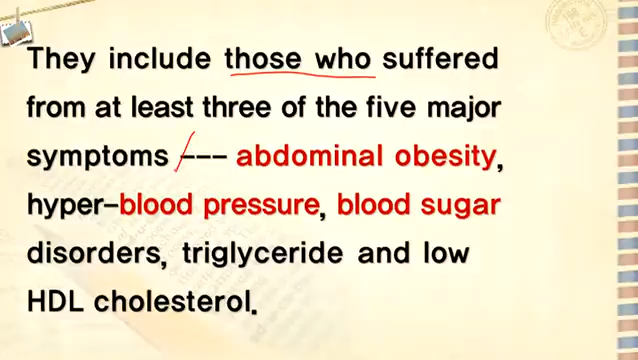 They include those who suffered
from at least three of the five major
symptoms --- abdominal obesity,
hyper-blood pressure, blood sugar
disorders, triglyceride and low
HDL cholesterol.